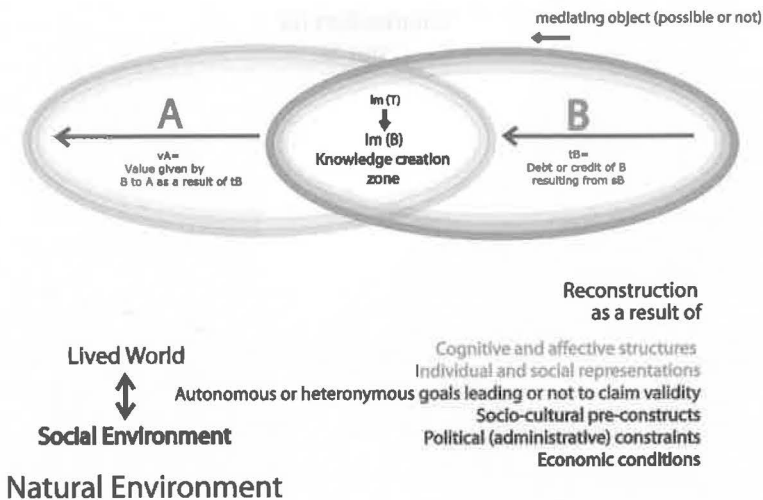 mediating object (possible or not)
A
B
Im (T)
Im (B)
Knowledge creation
zone
vA=
Value given by
B to A as a result of tB
tB=
Debt or credit of B
resulting from sB
Reconstruction
as a result of
Cognitive and affective structures
Individual and social representations
Autonomous or heteronymous goals leading or not to claim validity
Socio-cultural pre-constructs
Political (administrative) constraints
Economic conditions
Lived World
Social Environment
Natural Environment